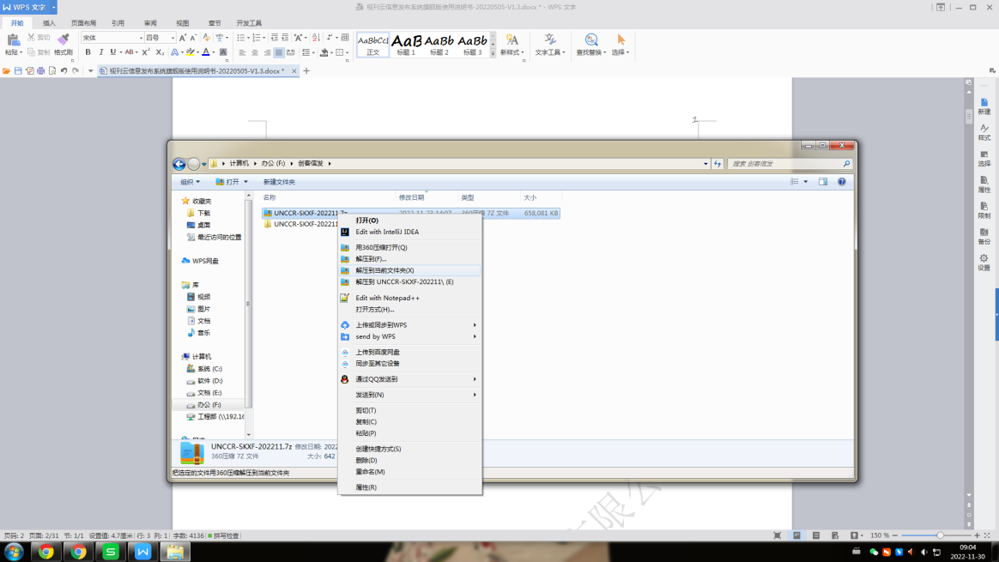 WPS 文字
视刊云信息发布系统旗舰版使用说明书-20220505-V1.3.docx * - WPS 文字
开始 插入 页面布局 引用 审阅 视图 章节 开发工具
粘贴 剪切 复制 格式刷
宋体 四号
AaBbCcI AaB AaBb AaBb
正文 标题 1 标题 2 标题 3 新样式 文字工具 查找替换 选择
视刊云信息发布系统旗舰版使用说明书-20220505-V1.3.docx *
新建
样式
选择
属性
限制
备份
设置
计算机 办公 (F:) 创客信发
搜索 创客信发
组织 打开 新建文件夹
名称 修改日期 类型 大小
UNCCR-SKXF-202211.7z 2022-11-23 14:07 360压缩 7Z 文件 658,081 KB
UNCCR-SKXF-20221
收藏夹
下载
桌面
最近访问的位置
WPS网盘
库
视频
图片
文档
音乐
计算机
系统 (C:)
软件 (D:)
文档 (E:)
办公 (F:)
工程部 (\\192.16
打开(O)
Edit with IntelliJ IDEA
用360压缩打开(Q)
解压到(F)...
解压到当前文件夹(X)
解压到 UNCCR-SKXF-202211\ (E)
Edit with Notepad++
打开方式(H)...
上传或同步到WPS
send by WPS
上传到百度网盘
同步至其它设备
通过QQ发送到
发送到(N)
剪切(T)
复制(C)
粘贴(P)
创建快捷方式(S)
删除(D)
重命名(M)
属性(R)
UNCCR-SKXF-202211.7z 修改日期: 2022
360压缩 7Z 文件 大小: 642
把选定的文件用360压缩解压到当前文件夹
有限公
页码: 2 页面: 2/31 节: 1/1 设置值: 4.7厘米 行: 3 列: 1 字数: 4136 拼写检查 150 %
09:04
2022-11-30